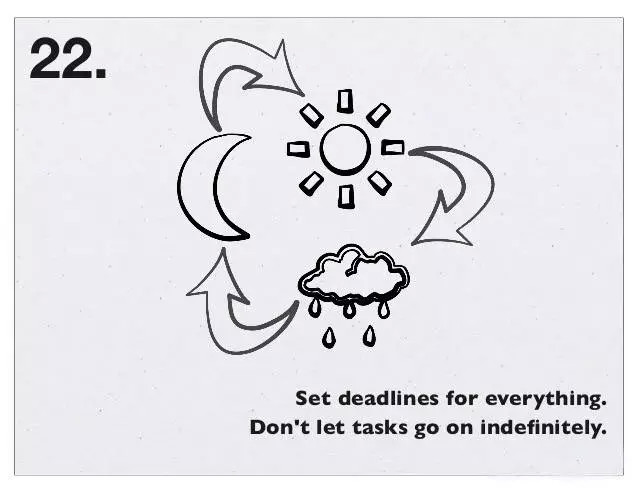 22.
Set deadlines for everything.
Don't let tasks go on indefinitely.